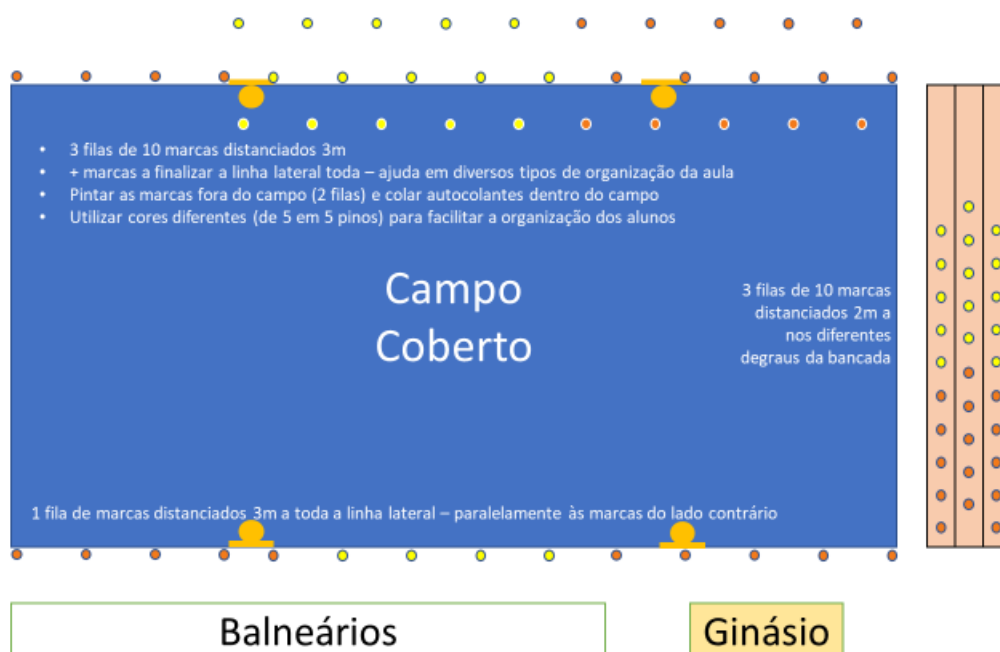 • 3 filas de 10 marcas distanciados 3m
• + marcas a finalizar a linha lateral toda – ajuda em diversos tipos de organização da aula
• Pintar as marcas fora do campo (2 filas) e colar autocolantes dentro do campo
• Utilizar cores diferentes (de 5 em 5 pinos) para facilitar a organização dos alunos
Campo
Coberto
3 filas de 10 marcas
distanciados 2m a
nos diferentes
degraus da bancada
1 fila de marcas distanciados 3m a toda a linha lateral – paralelamente às marcas do lado contrário
Balneários
Ginásio